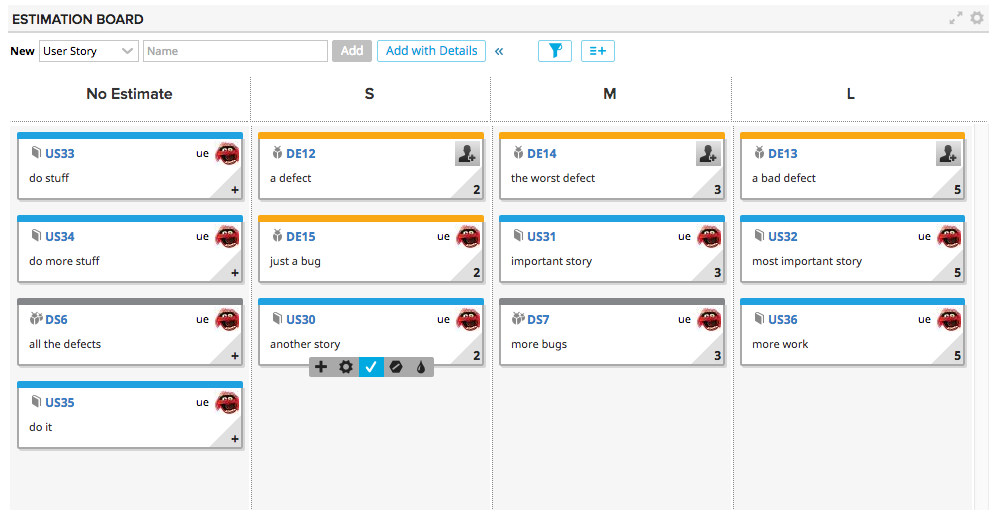 ESTIMATION BOARD
New User Story Name Add Add with Details «
No Estimate S M L
US33 ue
do stuff
+
DE12
a defect
2
DE14
the worst defect
3
DE13
a bad defect
5
US34 ue
do more stuff
+
DE15 ue
just a bug
2
US31 ue
important story
3
US32 ue
most important story
5
DS6 ue
all the defects
+
US30 ue
another story
2
DS7 ue
more bugs
3
US36 ue
more work
5
US35 ue
do it
+